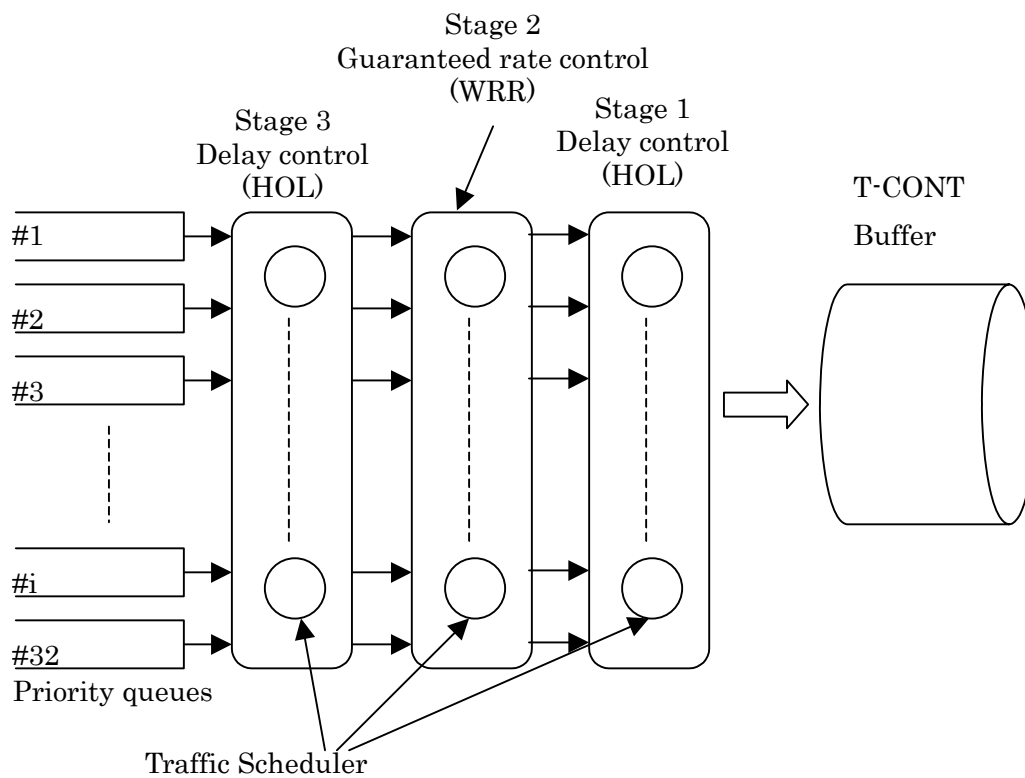 Stage 2
Guaranteed rate control
(WRR)
Stage 3
Delay control
(HOL)
Stage 1
Delay control
(HOL)
T-CONT
Buffer
#1
#2
#3
#i
#32
Priority queues
Traffic Scheduler